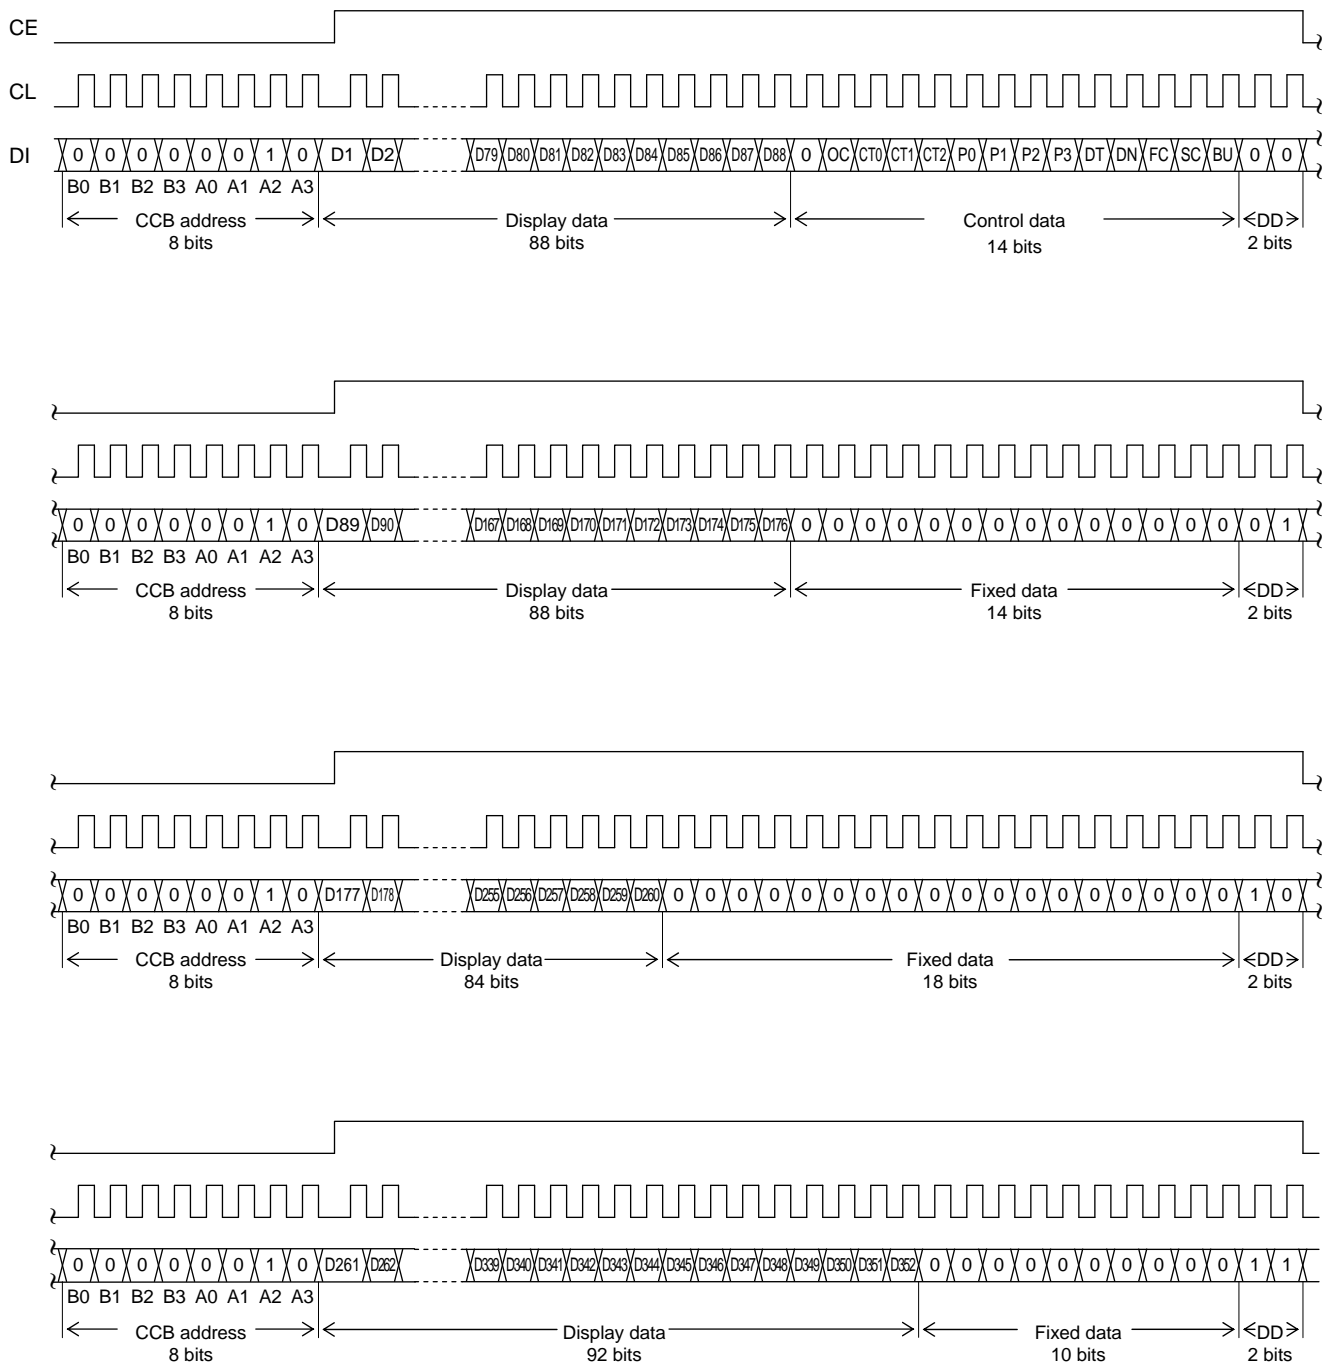 CE
CL
DI 0 0 0 0 0 0 1 0 D1 D2 D79 D80 D81 D82 D83 D84 D85 D86 D87 D88 0 OC CT0 CT1 CT2 P0 P1 P2 P3 DT DN FC SC BU 0 0
B0 B1 B2 B3 A0 A1 A2 A3
CCB address Display data Control data DD
8 bits 88 bits 14 bits 2 bits
0 0 0 0 0 0 1 0 D89 D90 D167 D168 D169 D170 D171 D172 D173 D174 D175 D176 0 0 0 0 0 0 0 0 0 0 0 0 0 0 0 1
B0 B1 B2 B3 A0 A1 A2 A3
CCB address Display data Fixed data DD
8 bits 88 bits 14 bits 2 bits
0 0 0 0 0 0 1 0 D177 D178 D255 D256 D257 D258 D259 D260 0 0 0 0 0 0 0 0 0 0 0 0 0 0 0 0 0 0 1 0
B0 B1 B2 B3 A0 A1 A2 A3
CCB address Display data Fixed data DD
8 bits 84 bits 18 bits 2 bits
0 0 0 0 0 0 1 0 D261 D262 D339 D340 D341 D342 D343 D344 D345 D346 D347 D348 D349 D350 D351 D352 0 0 0 0 0 0 0 0 0 0 1 1
B0 B1 B2 B3 A0 A1 A2 A3
CCB address Display data Fixed data DD
8 bits 92 bits 10 bits 2 bits